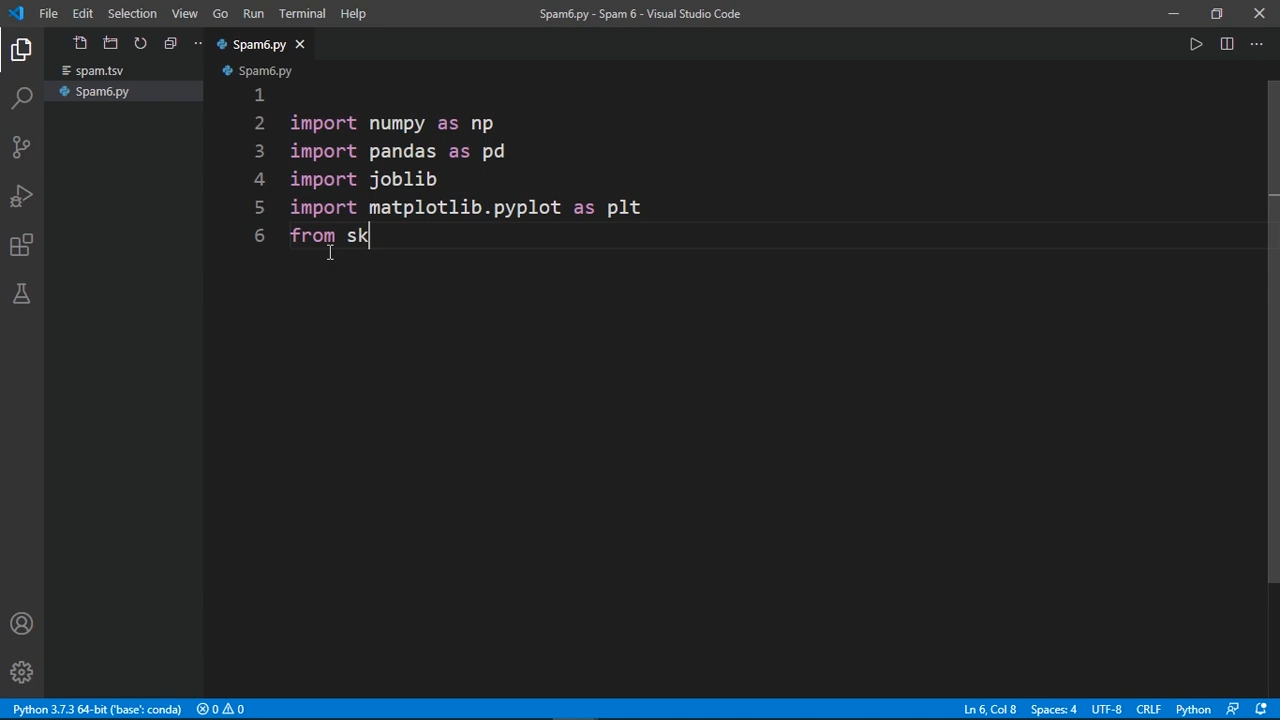 File Edit Selection View Go Run Terminal Help Spam6.py - Spam 6 - Visual Studio Code
Spam6.py
spam.tsv
Spam6.py
Spam6.py
1
2 import numpy as np
3 import pandas as pd
4 import joblib
5 import matplotlib.pyplot as plt
6 from sk
Python 3.7.3 64-bit ('base': conda) 0 0 Ln 6, Col 8 Spaces: 4 UTF-8 CRLF Python